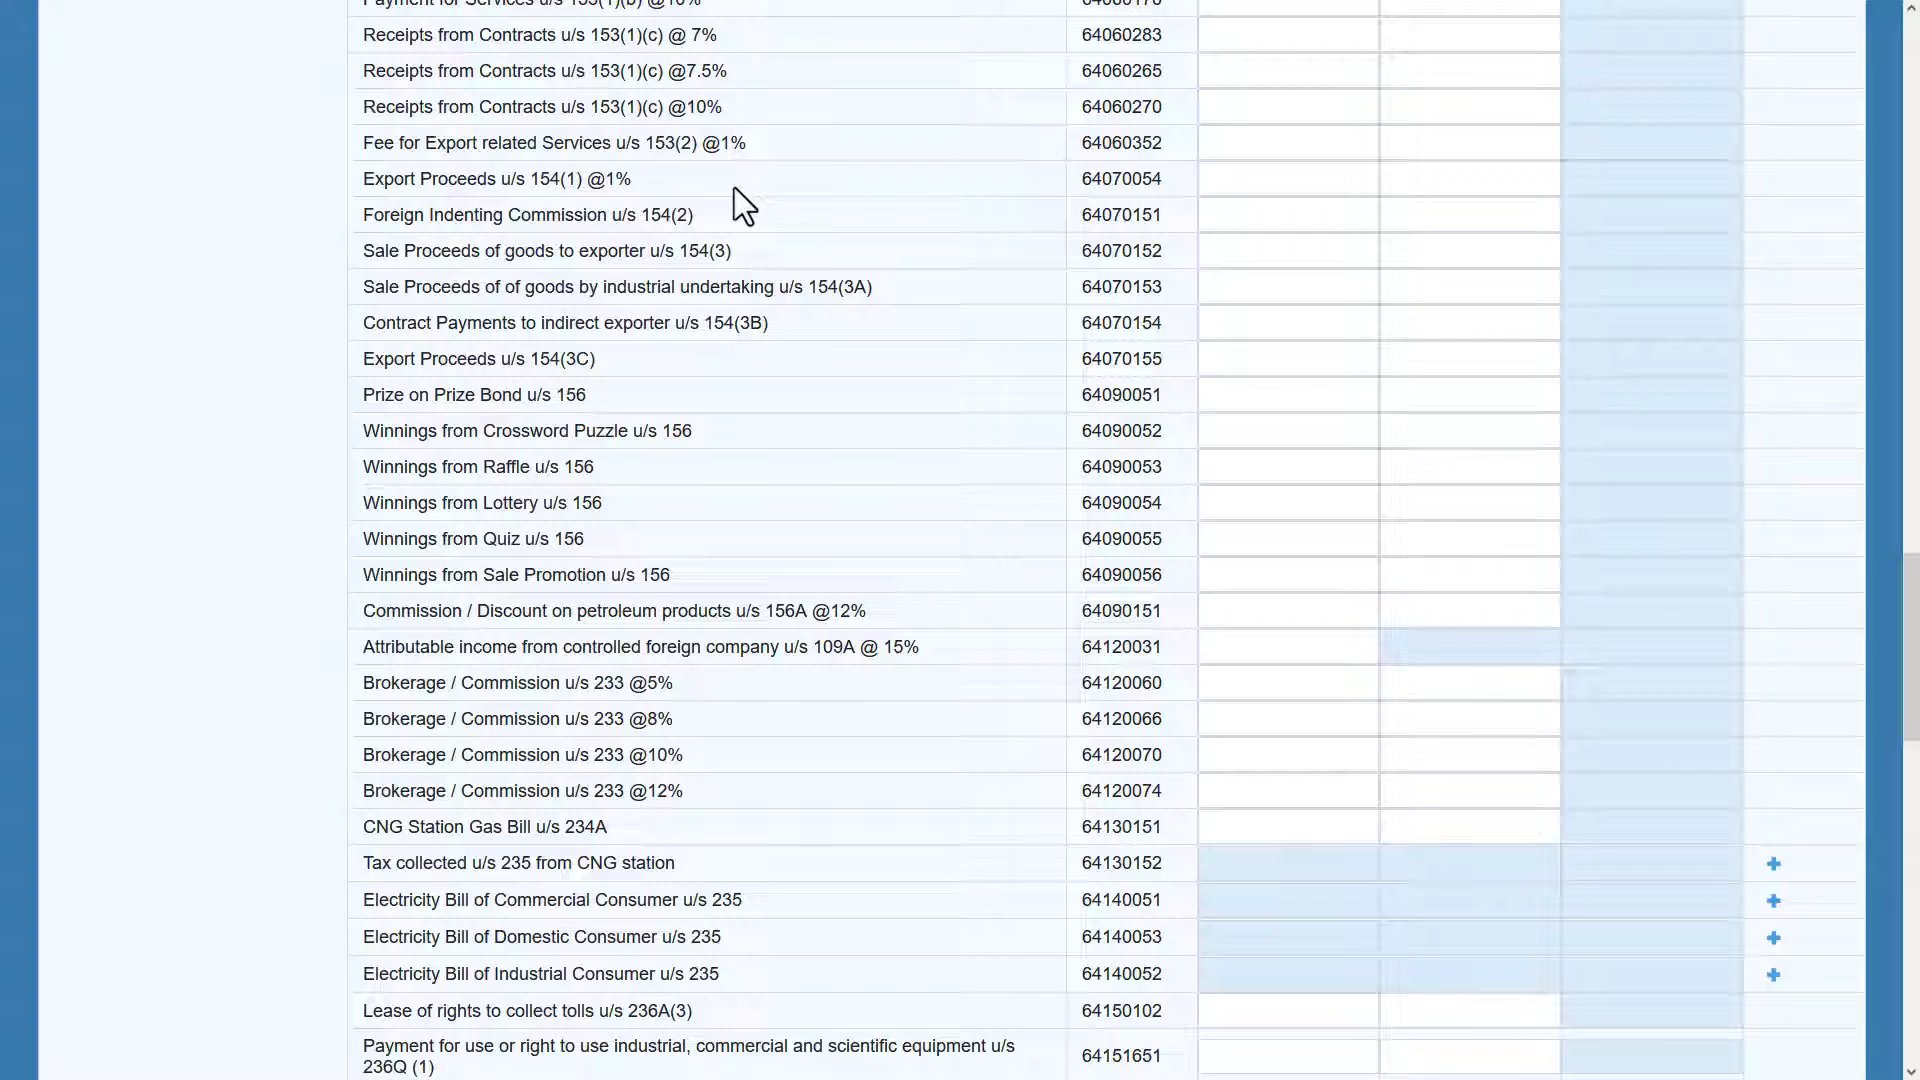 Payment for Services u/s 153(1)(b) @10% 64060170
Receipts from Contracts u/s 153(1)(c) @ 7% 64060283
Receipts from Contracts u/s 153(1)(c) @7.5% 64060265
Receipts from Contracts u/s 153(1)(c) @10% 64060270
Fee for Export related Services u/s 153(2) @1% 64060352
Export Proceeds u/s 154(1) @1% 64070054
Foreign Indenting Commission u/s 154(2) 64070151
Sale Proceeds of goods to exporter u/s 154(3) 64070152
Sale Proceeds of of goods by industrial undertaking u/s 154(3A) 64070153
Contract Payments to indirect exporter u/s 154(3B) 64070154
Export Proceeds u/s 154(3C) 64070155
Prize on Prize Bond u/s 156 64090051
Winnings from Crossword Puzzle u/s 156 64090052
Winnings from Raffle u/s 156 64090053
Winnings from Lottery u/s 156 64090054
Winnings from Quiz u/s 156 64090055
Winnings from Sale Promotion u/s 156 64090056
Commission / Discount on petroleum products u/s 156A @12% 64090151
Attributable income from controlled foreign company u/s 109A @ 15% 64120031
Brokerage / Commission u/s 233 @5% 64120060
Brokerage / Commission u/s 233 @8% 64120066
Brokerage / Commission u/s 233 @10% 64120070
Brokerage / Commission u/s 233 @12% 64120074
CNG Station Gas Bill u/s 234A 64130151
Tax collected u/s 235 from CNG station 64130152
Electricity Bill of Commercial Consumer u/s 235 64140051
Electricity Bill of Domestic Consumer u/s 235 64140053
Electricity Bill of Industrial Consumer u/s 235 64140052
Lease of rights to collect tolls u/s 236A(3) 64150102
Payment for use or right to use industrial, commercial and scientific equipment u/s
236Q (1) 64151651